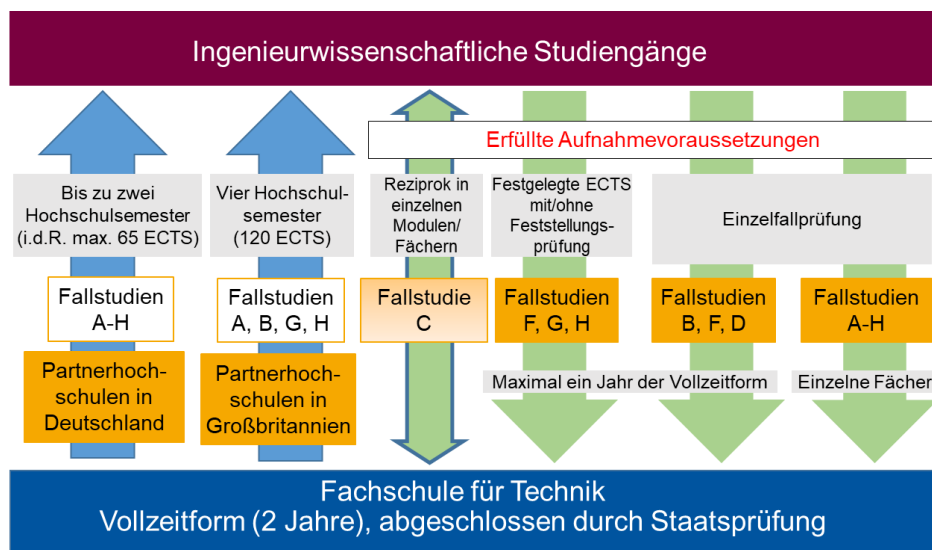 Ingenieurwissenschaftliche Studiengänge
Erfüllte Aufnahmevoraussetzungen
Bis zu zwei
Hochschulsemester
(i.d.R. max. 65 ECTS)
Vier Hochschul-
semester
(120 ECTS)
Reziprok in
einzelnen
Modulen/
Fächern
Festgelegte ECTS
mit/ohne
Feststellungs-
prüfung
Einzelfallprüfung
Fallstudien
A-H
Fallstudien
A, B, G, H
Fallstudie
C
Fallstudien
F, G, H
Fallstudien
B, F, D
Fallstudien
A-H
Partnerhoch-
schulen in
Deutschland
Partnerhoch-
schulen in
Großbritannien
Maximal ein Jahr der Vollzeitform
Einzelne Fächer
Fachschule für Technik
Vollzeitform (2 Jahre), abgeschlossen durch Staatsprüfung